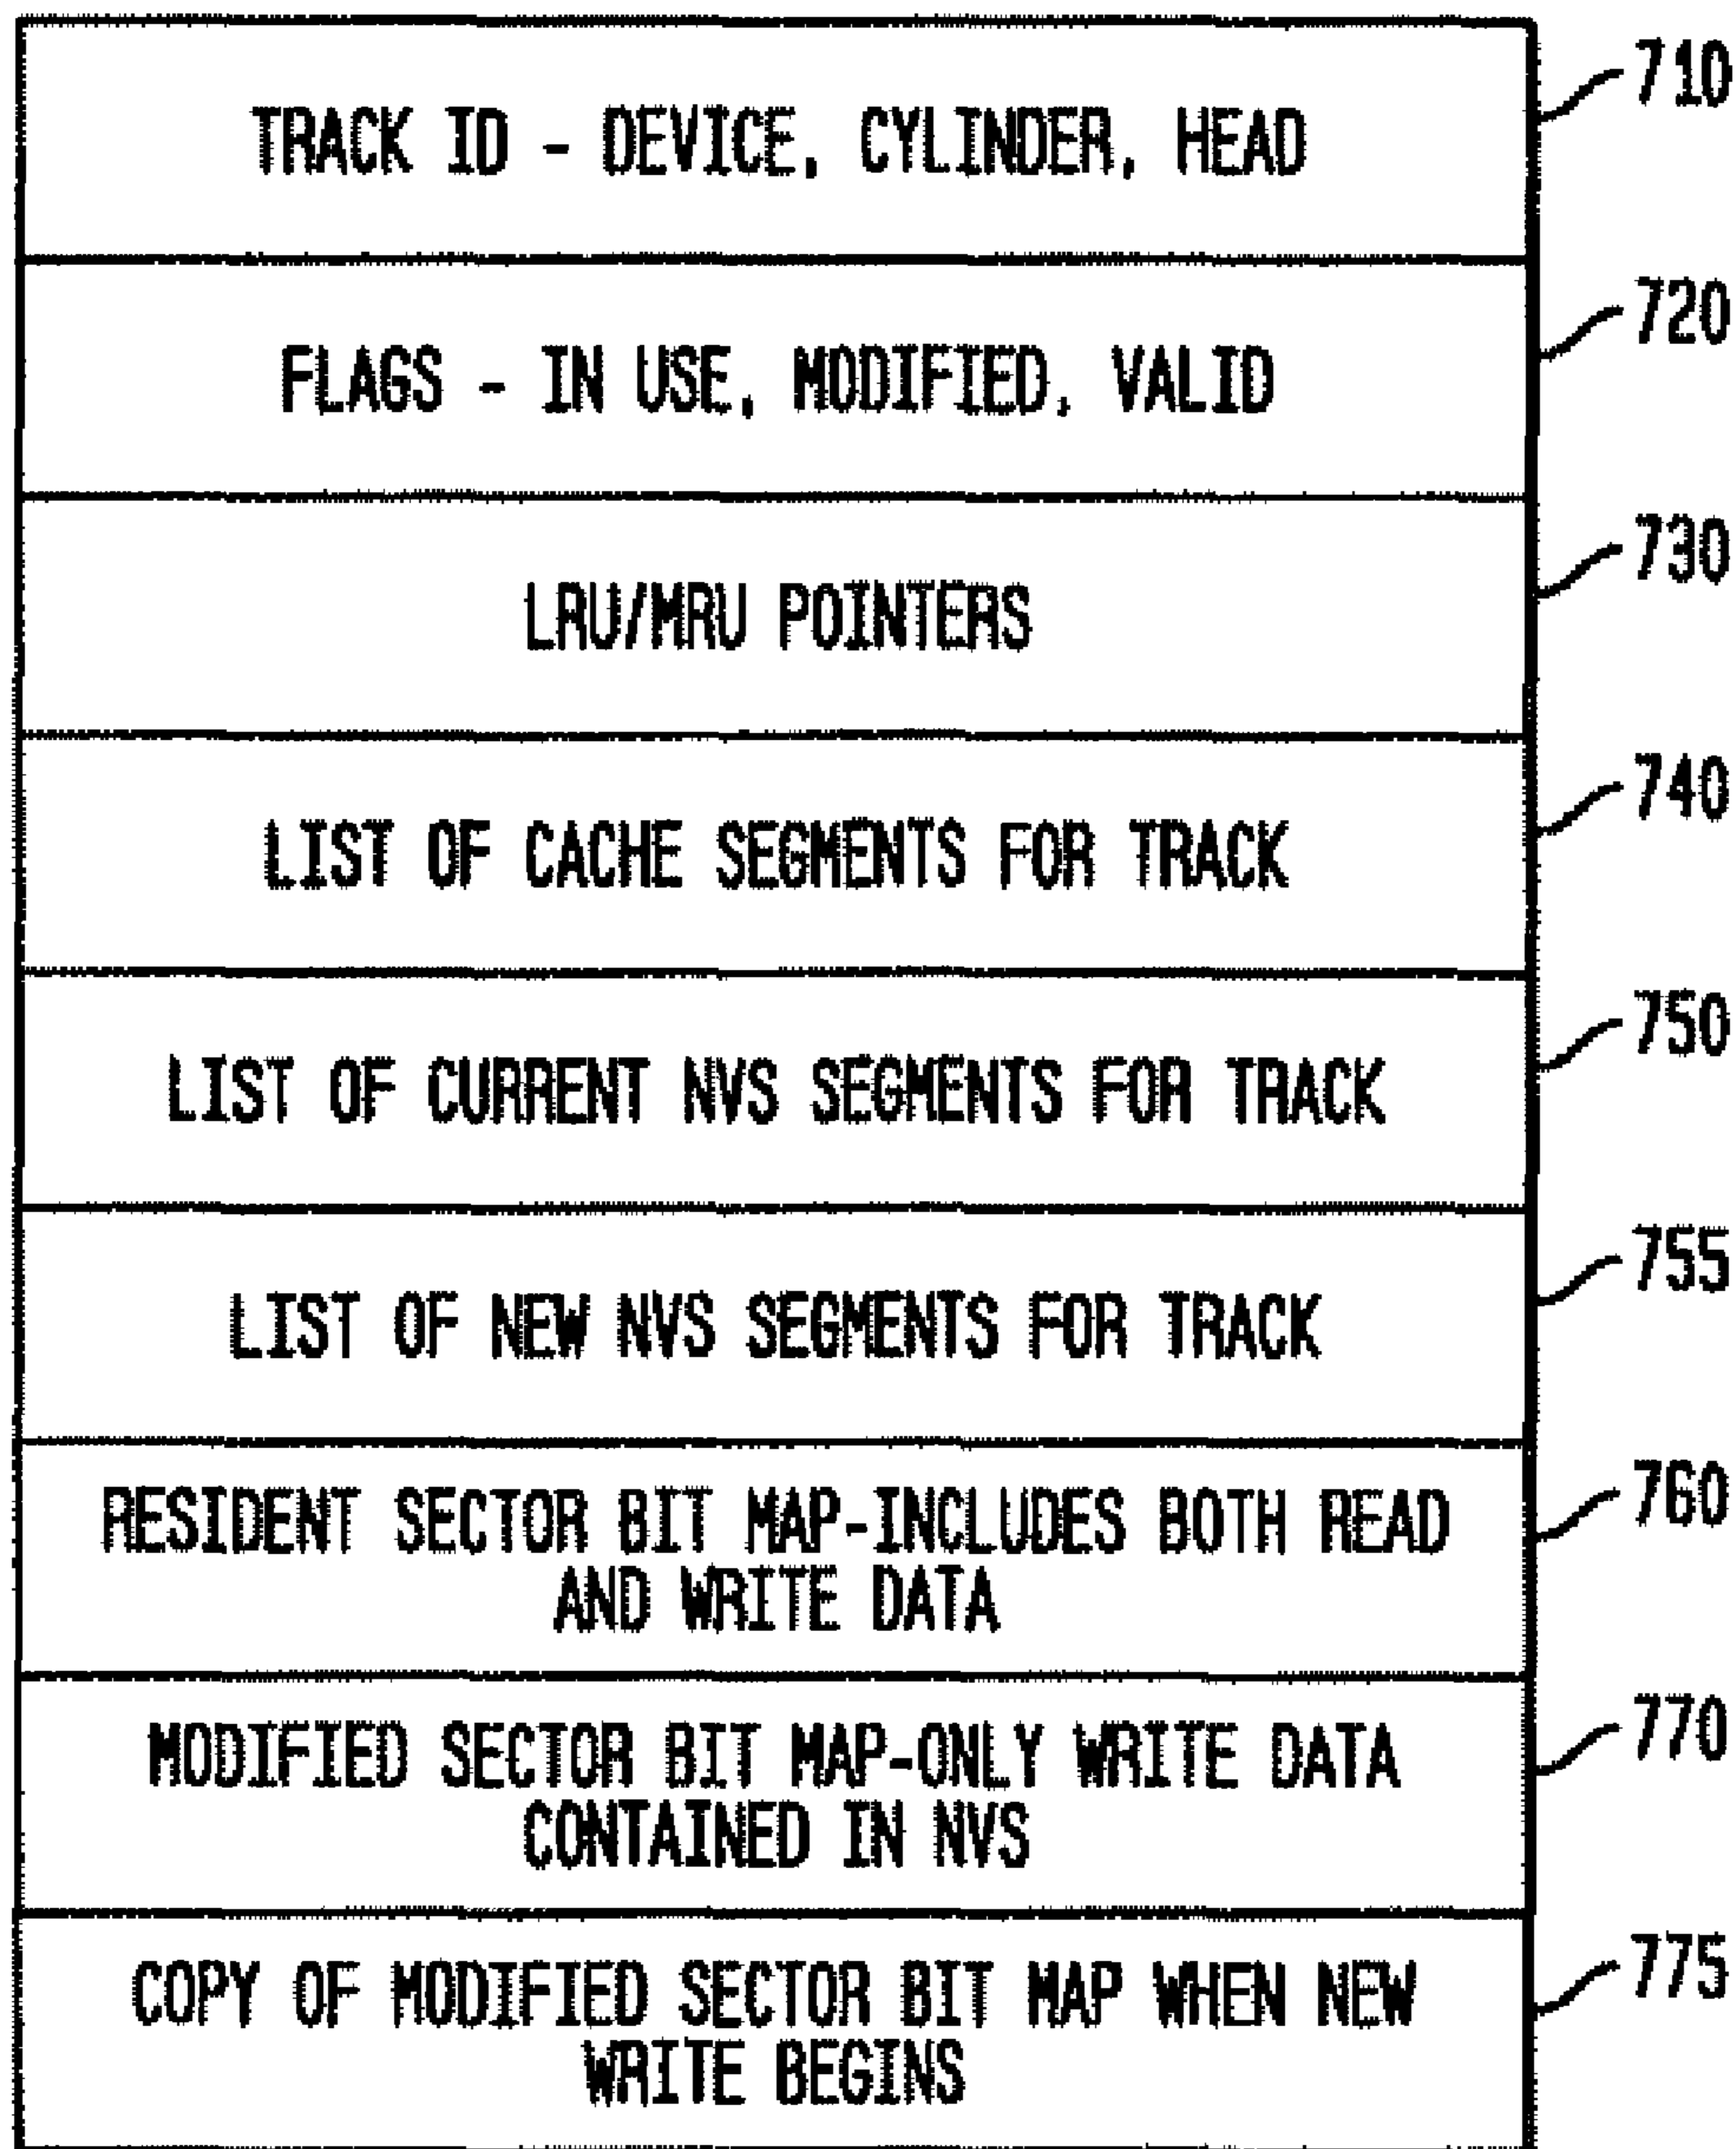 TRACK ID - DEVICE, CYLINDER, HEAD
710
FLAGS - IN USE, MODIFIED, VALID
720
LRU/MRU POINTERS
730
LIST OF CACHE SEGMENTS FOR TRACK
740
LIST OF CURRENT NVS SEGMENTS FOR TRACK
750
LIST OF NEW NVS SEGMENTS FOR TRACK
755
RESIDENT SECTOR BIT MAP-INCLUDES BOTH READ
AND WRITE DATA
760
MODIFIED SECTOR BIT MAP-ONLY WRITE DATA
CONTAINED IN NVS
770
COPY OF MODIFIED SECTOR BIT MAP WHEN NEW
WRITE BEGINS
775